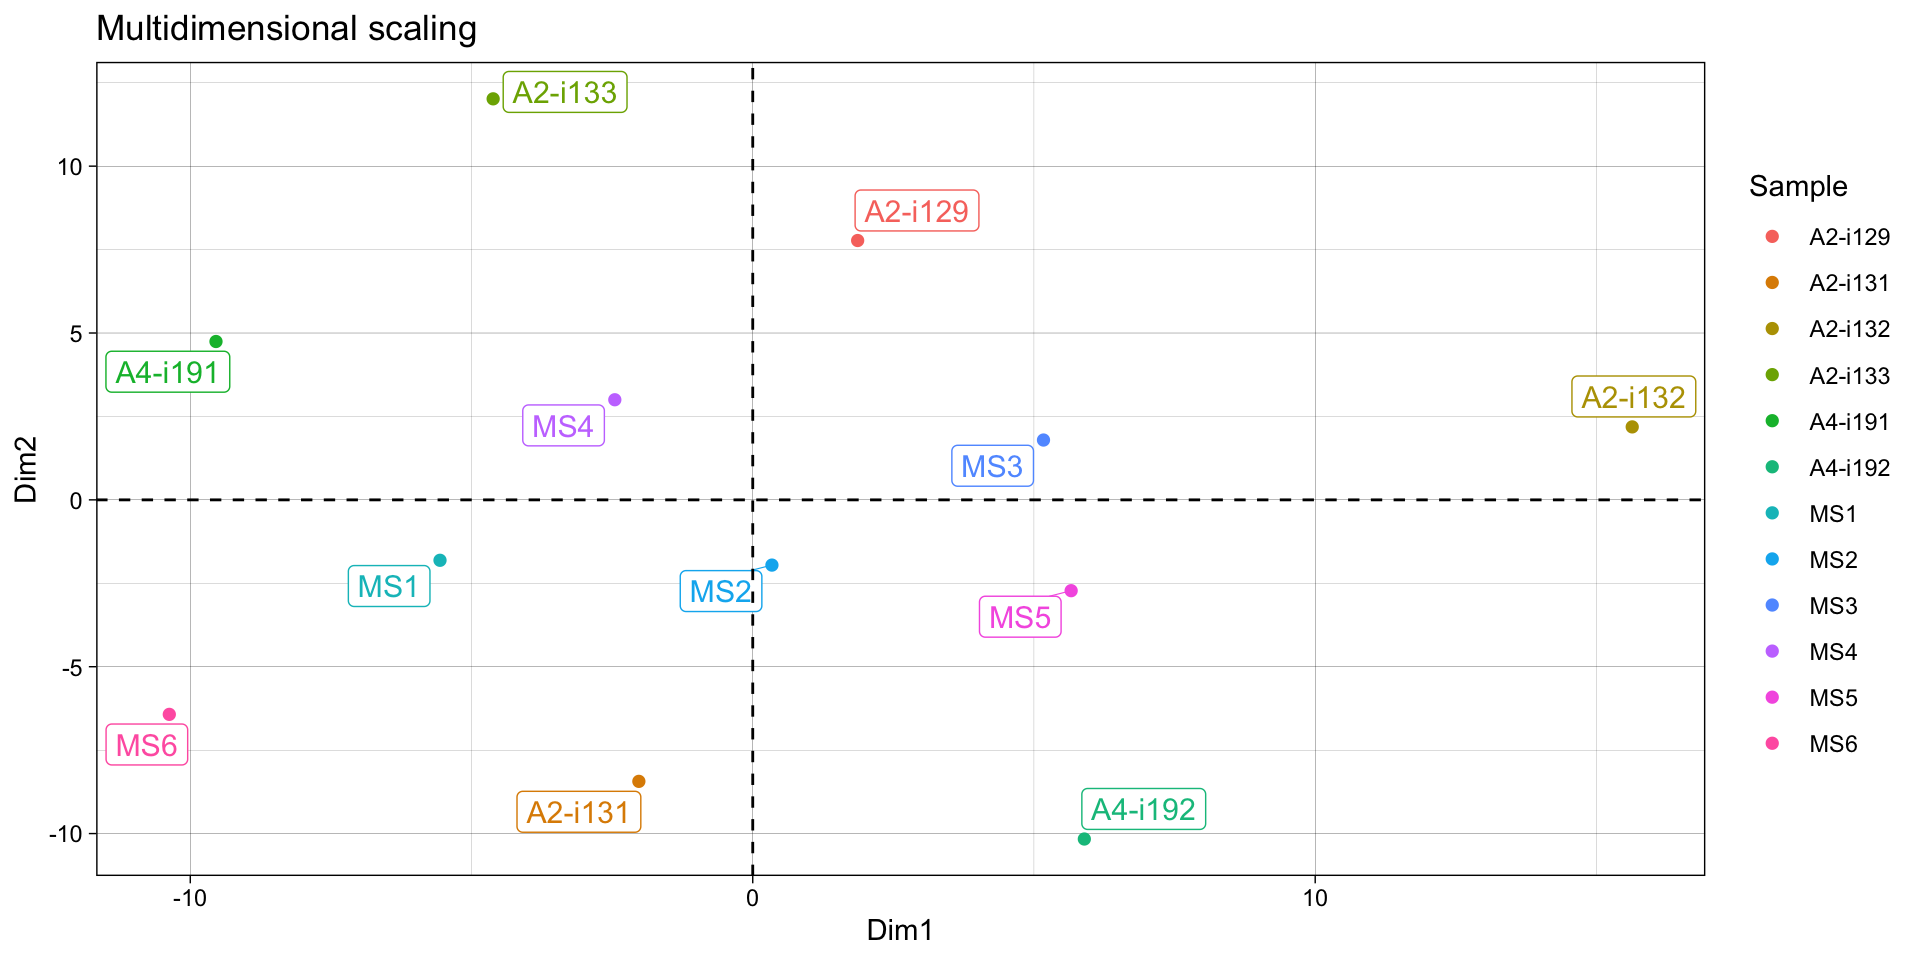 Multidimensional scaling
A2-i133
10
A2-i129
Sample
A2-i129
A2-i131
A2-i132
A2-i133
A4-i191
A4-i192
MS1
MS2
MS3
MS4
MS5
MS6
5
A4-i191
A2-i132
MS4
MS3
Dim2
0
MS1
MS2
MS5
-5
MS6
A4-i192
A2-i131
-10
-10
0
10
Dim1